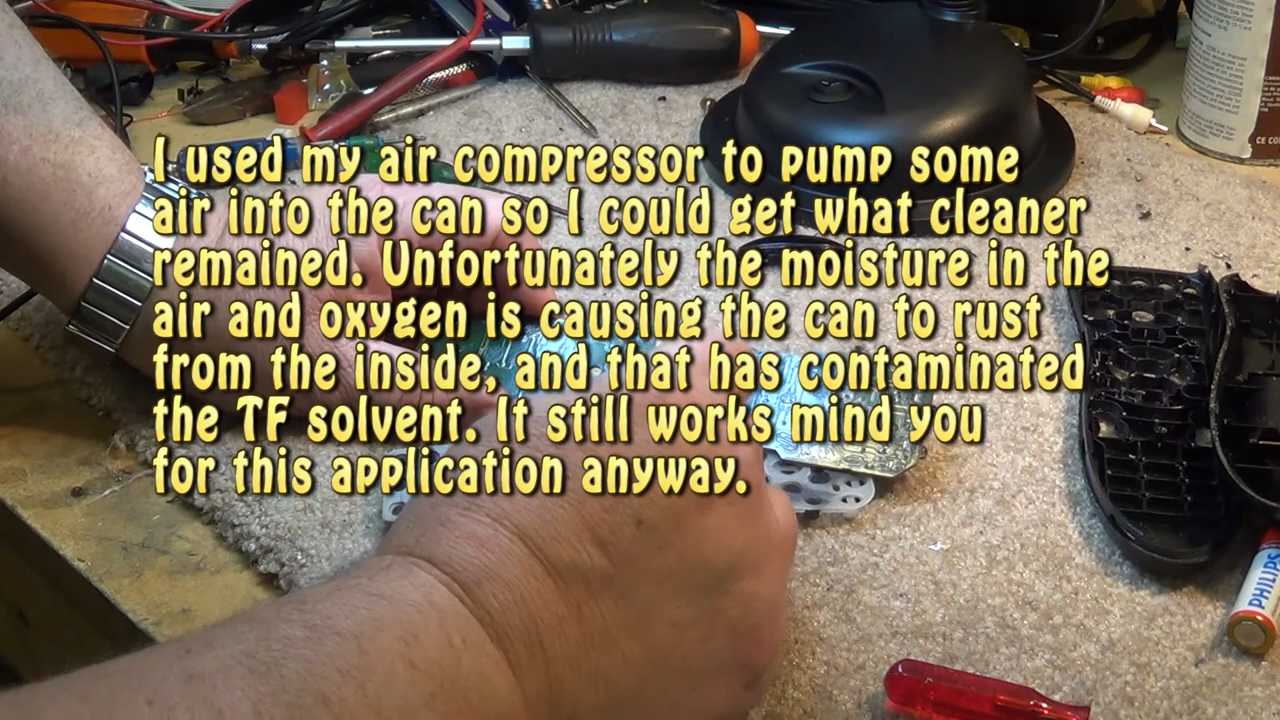 I used my air compressor to pump some
air into the can so I could get what cleaner
remained. Unfortunately the moisture in the
air and oxygen is causing the can to rust
from the inside, and that has contaminated
the TF solvent. It still works mind you
for this application anyway.
PHILIPS